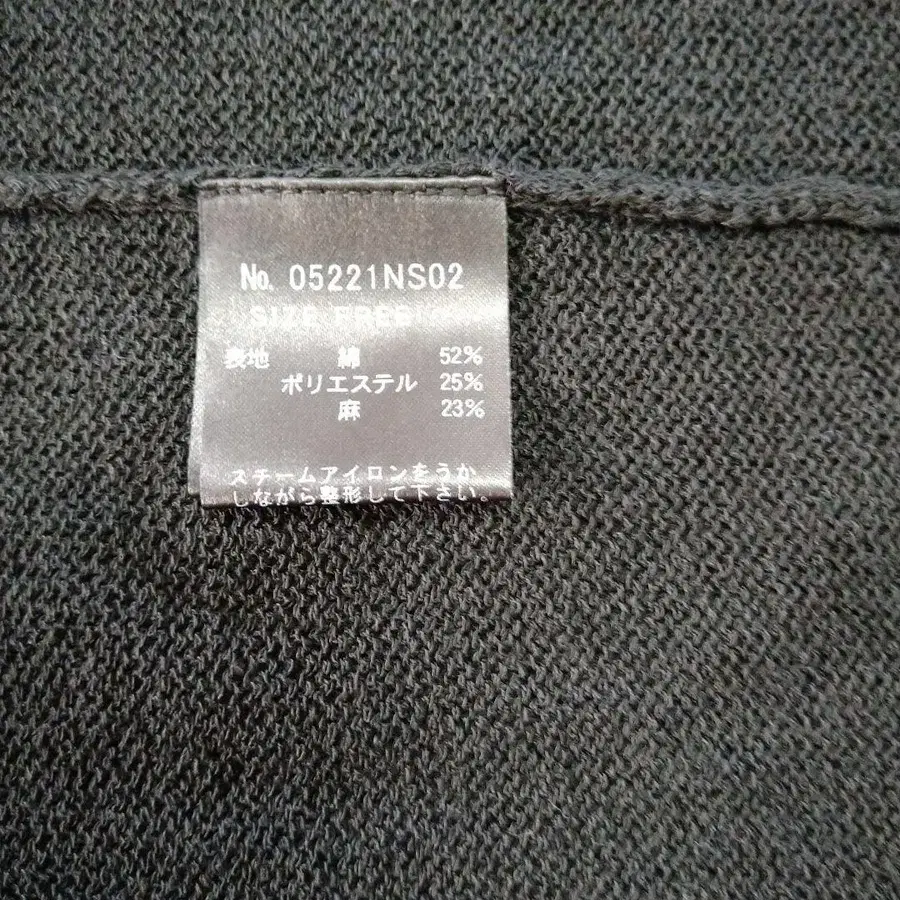 No. 05221NS02
SIZE FREE
表地 綿 52%
ポリエステル 25%
麻 23%
スチームアイロンをうか
しながら整形して下さい。